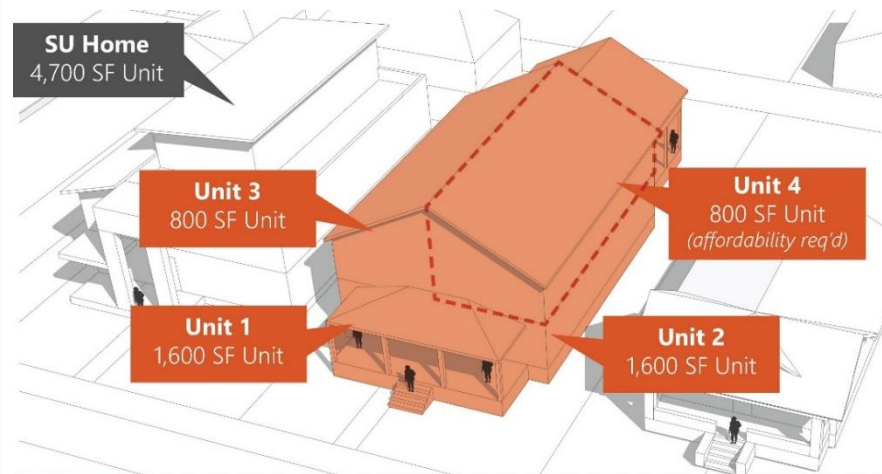 SU Home
4,700 SF Unit
Unit 3
800 SF Unit
Unit 4
800 SF Unit
(affordability req'd)
Unit 1
1,600 SF Unit
Unit 2
1,600 SF Unit